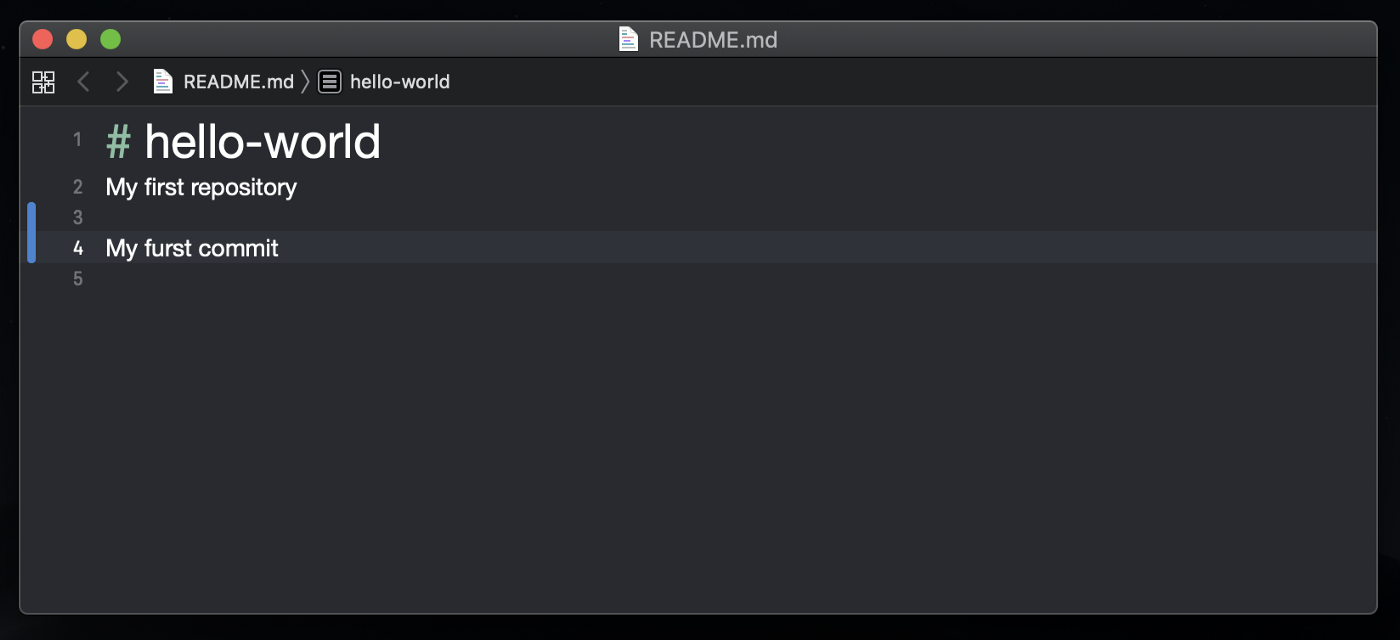 README.md
README.md hello-world
1 # hello-world
2 My first repository
3
4 My furst commit
5